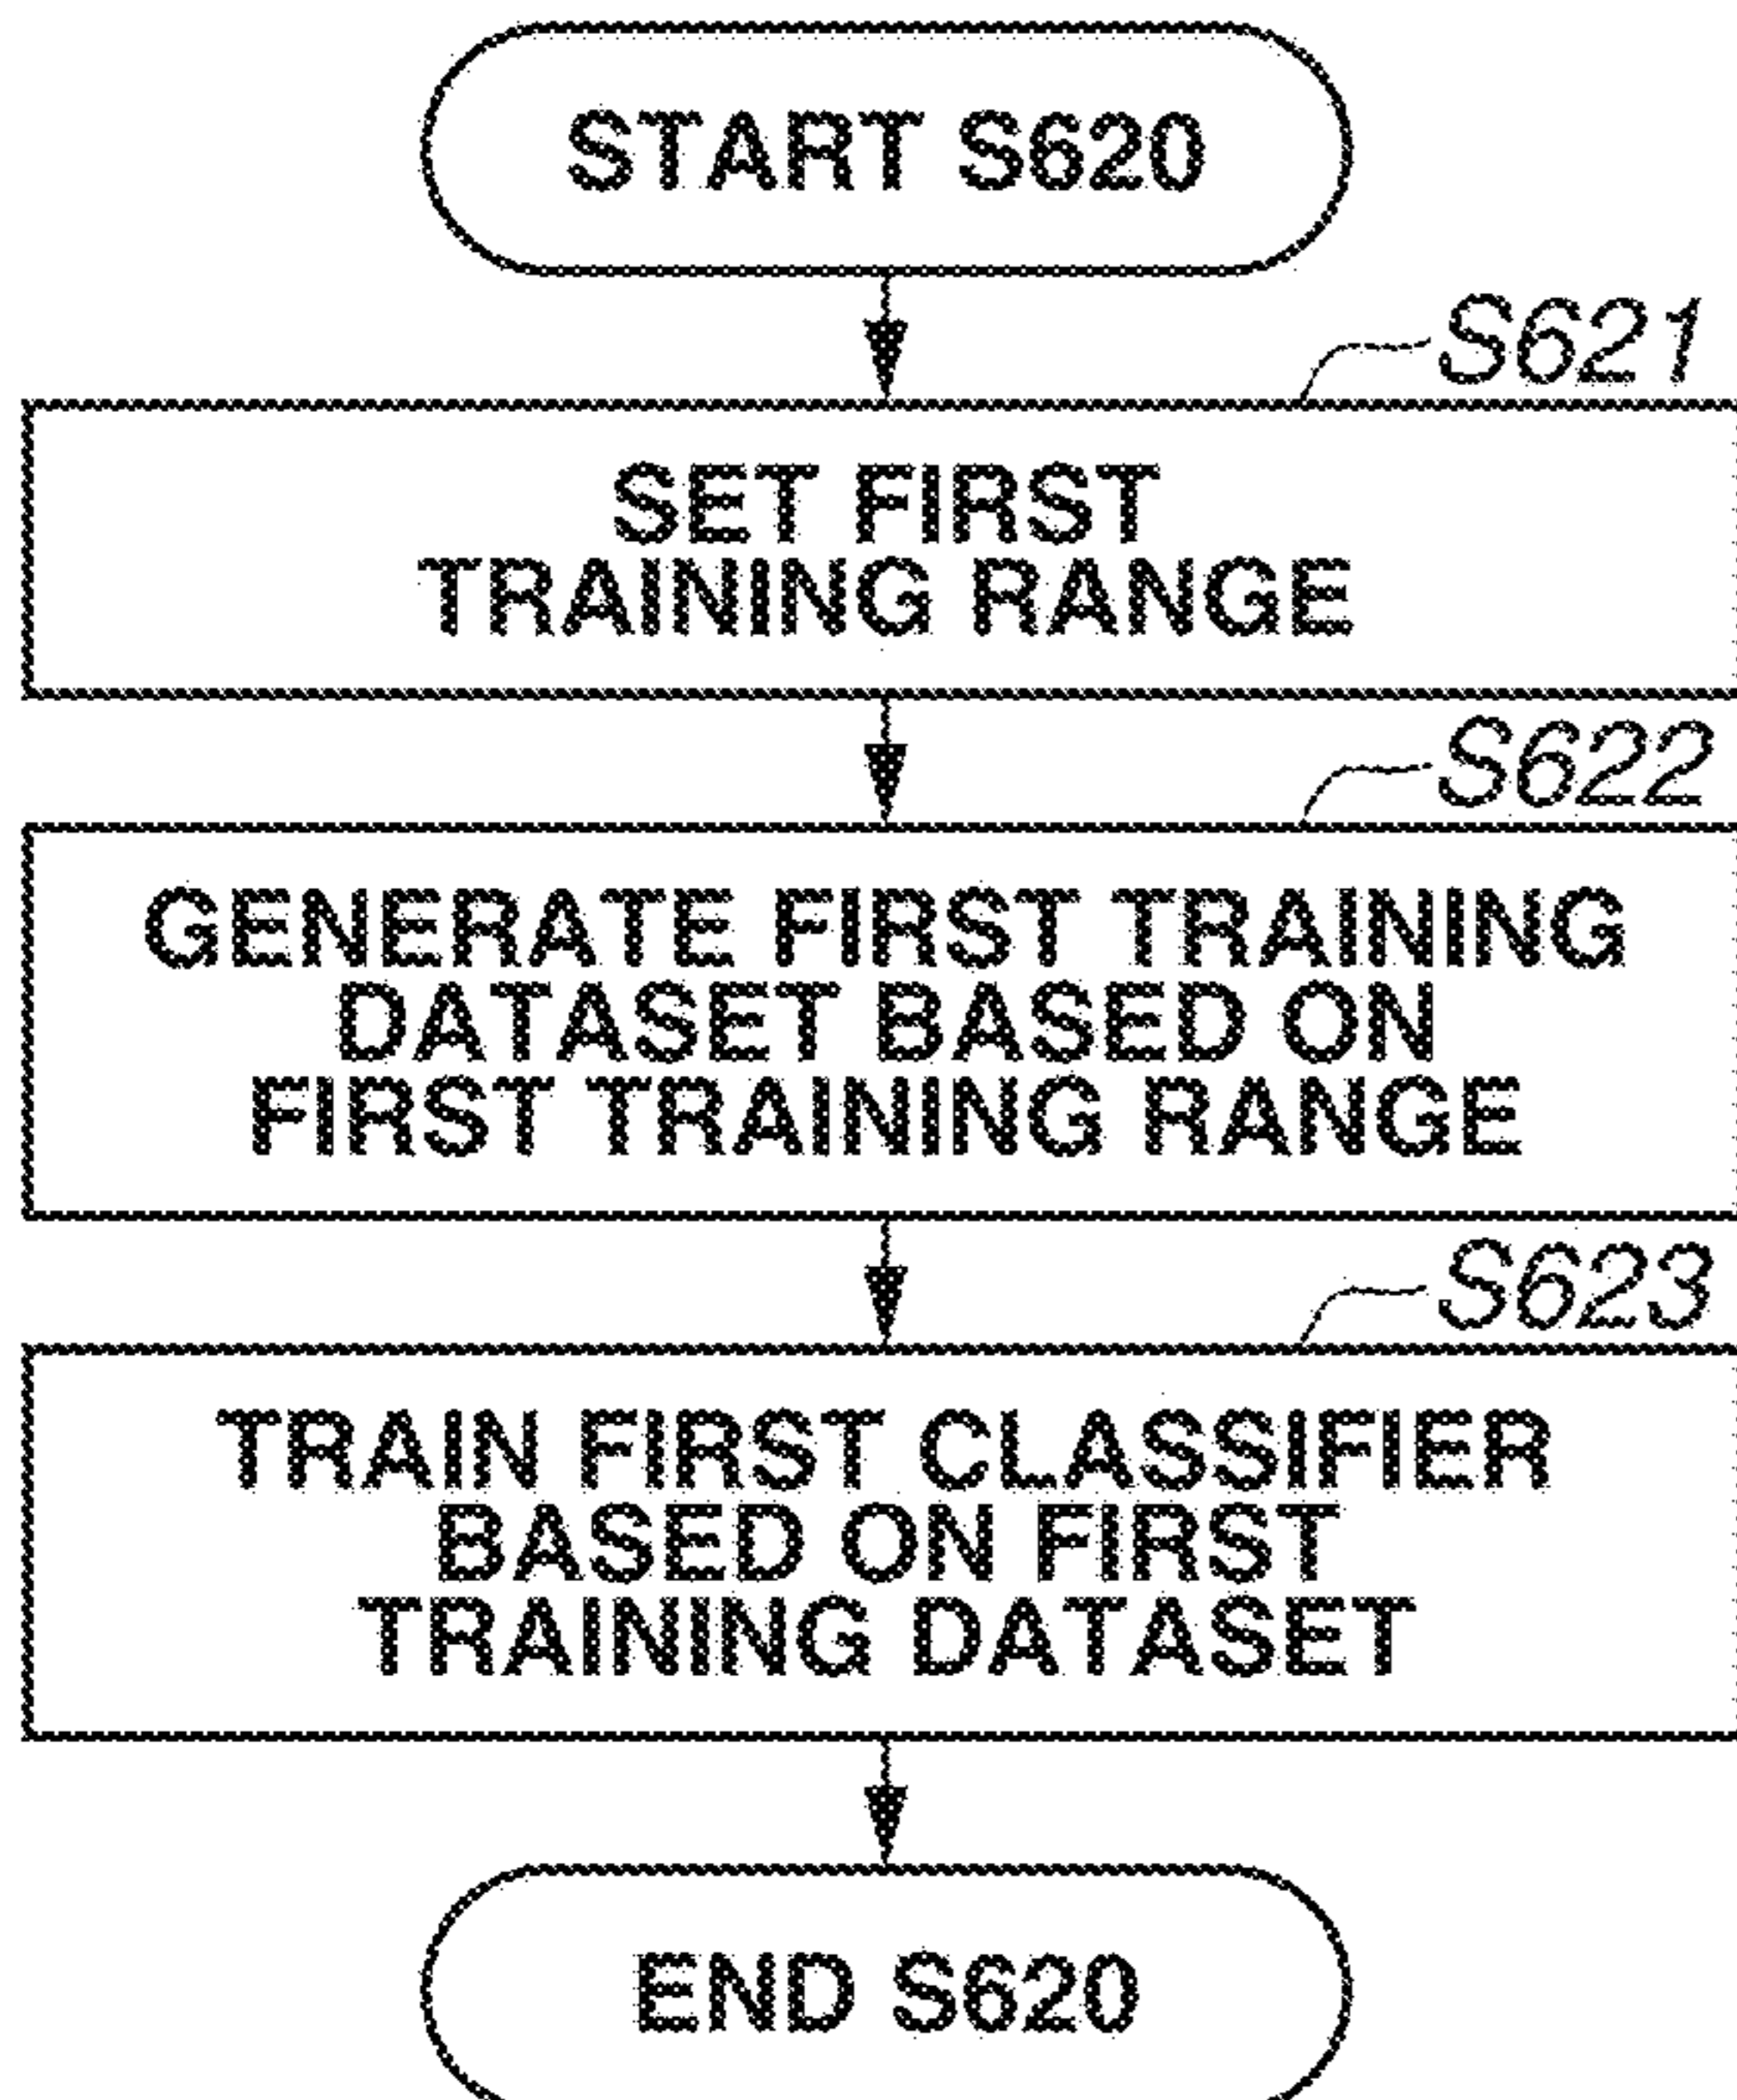 START S620
S621
SET FIRST
TRAINING RANGE
S622
GENERATE FIRST TRAINING
DATASET BASED ON
FIRST TRAINING RANGE
S623
TRAIN FIRST CLASSIFIER
BASED ON FIRST
TRAINING DATASET
END S620